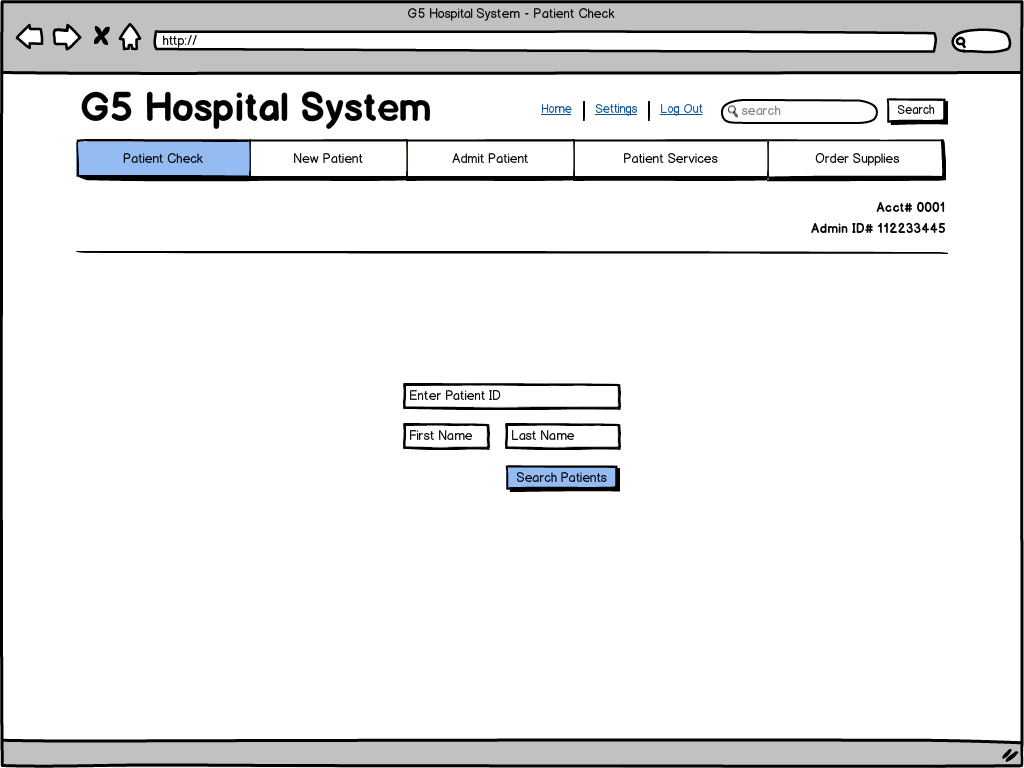 G5 Hospital System - Patient Check
http://
G5 Hospital System
Home Settings Log Out search Search
Patient Check New Patient Admit Patient Patient Services Order Supplies
Acct# 0001
Admin ID# 112233445
Enter Patient ID
First Name Last Name
Search Patients